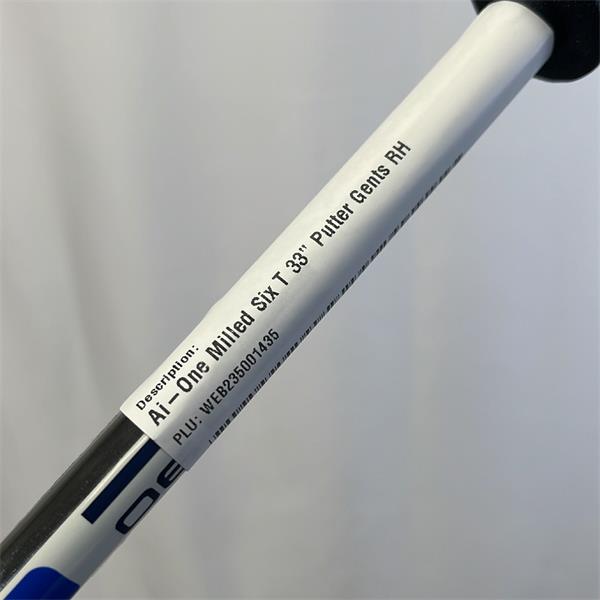 Description:
Ai-One Milled Six T 33" Putter Gents RH
PLU: WEB235001435